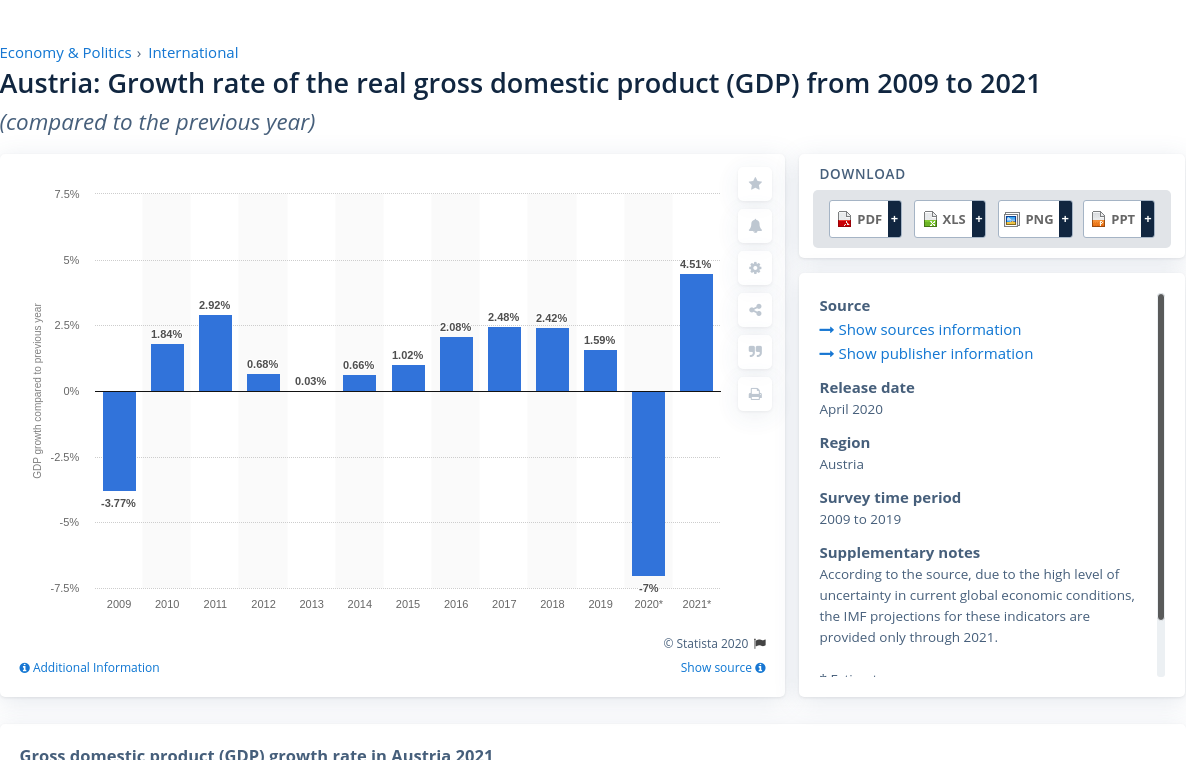 Economy & Politics › International
Austria: Growth rate of the real gross domestic product (GDP) from 2009 to 2021
(compared to the previous year)
GDP growth compared to previous year
7.5%
5%
2.5%
0%
-2.5%
-5%
-7.5%
-3.77%
1.84%
2.92%
0.68%
0.03%
0.66%
1.02%
2.08%
2.48%
2.42%
1.59%
-7%
4.51%
2009 2010 2011 2012 2013 2014 2015 2016 2017 2018 2019 2020* 2021*
© Statista 2020
Additional Information
Show source
DOWNLOAD
PDF + XLS + PNG + PPT +
Source
Show sources information
Show publisher information
Release date
April 2020
Region
Austria
Survey time period
2009 to 2019
Supplementary notes
According to the source, due to the high level of
uncertainty in current global economic conditions,
the IMF projections for these indicators are
provided only through 2021.
Gross domestic product (GDP) growth rate in Austria 2021